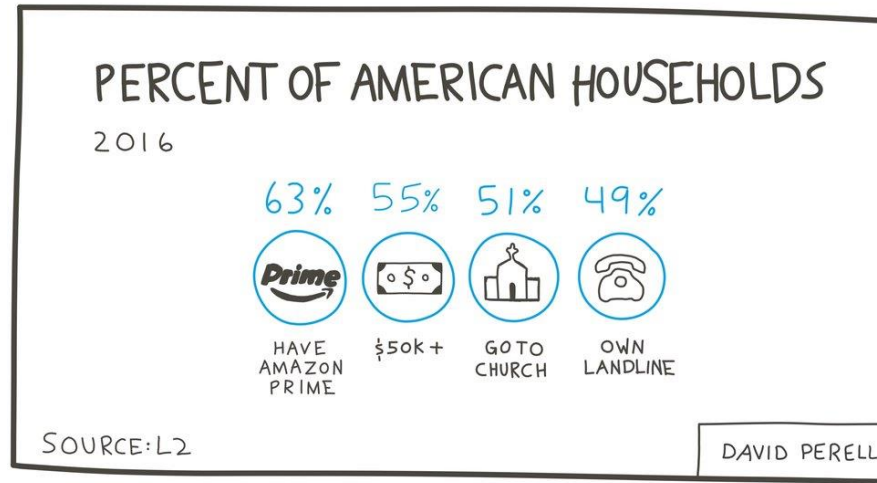 PERCENT OF AMERICAN HOUSEHOLDS
2016
63% 55% 51% 49%
Prime
$
HAVE AMAZON PRIME
$50K+
GO TO CHURCH
OWN LANDLINE
SOURCE: L2
DAVID PERELL